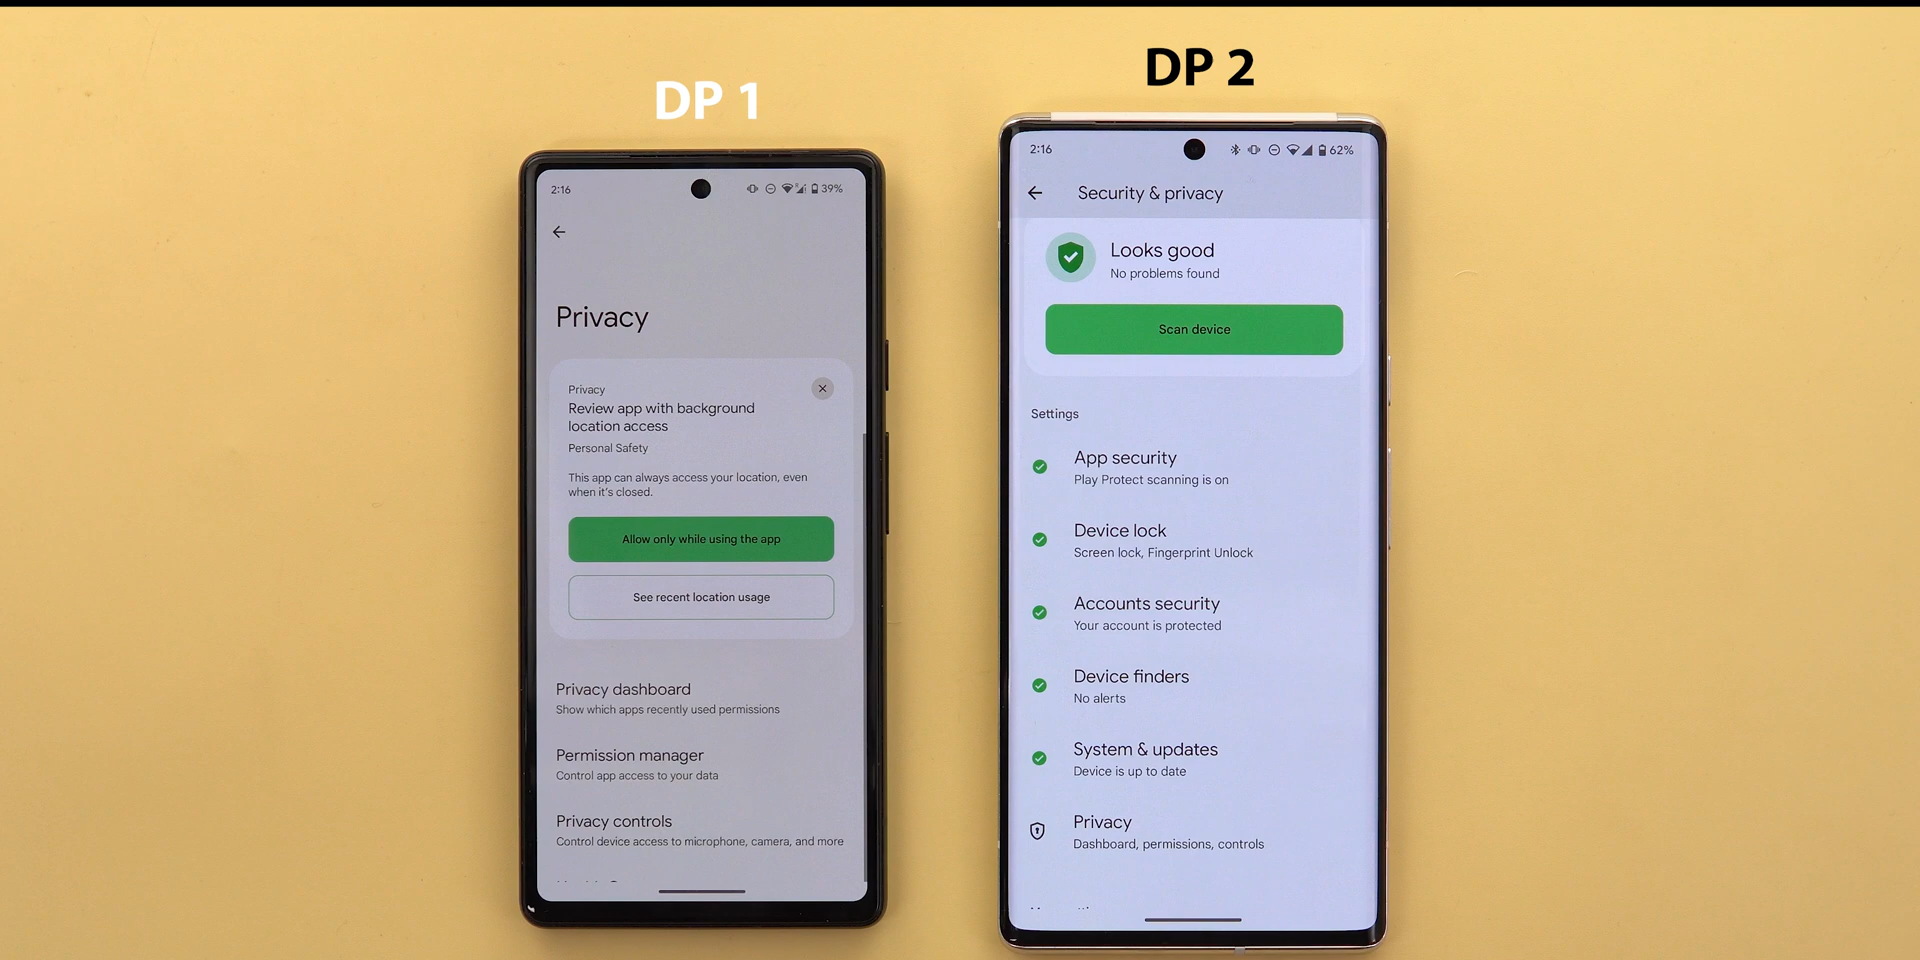 DP 1
2:16
39%
Privacy
Privacy
Review app with background
location access
Personal Safety
This app can always access your location, even
when it's closed.
Allow only while using the app
See recent location usage
Privacy dashboard
Show which apps recently used permissions
Permission manager
Control app access to your data
Privacy controls
Control device access to microphone, camera, and more
DP 2
2:16
62%
Security & privacy
Looks good
No problems found
Scan device
Settings
App security
Play Protect scanning is on
Device lock
Screen lock, Fingerprint Unlock
Accounts security
Your account is protected
Device finders
No alerts
System & updates
Device is up to date
Privacy
Dashboard, permissions, controls